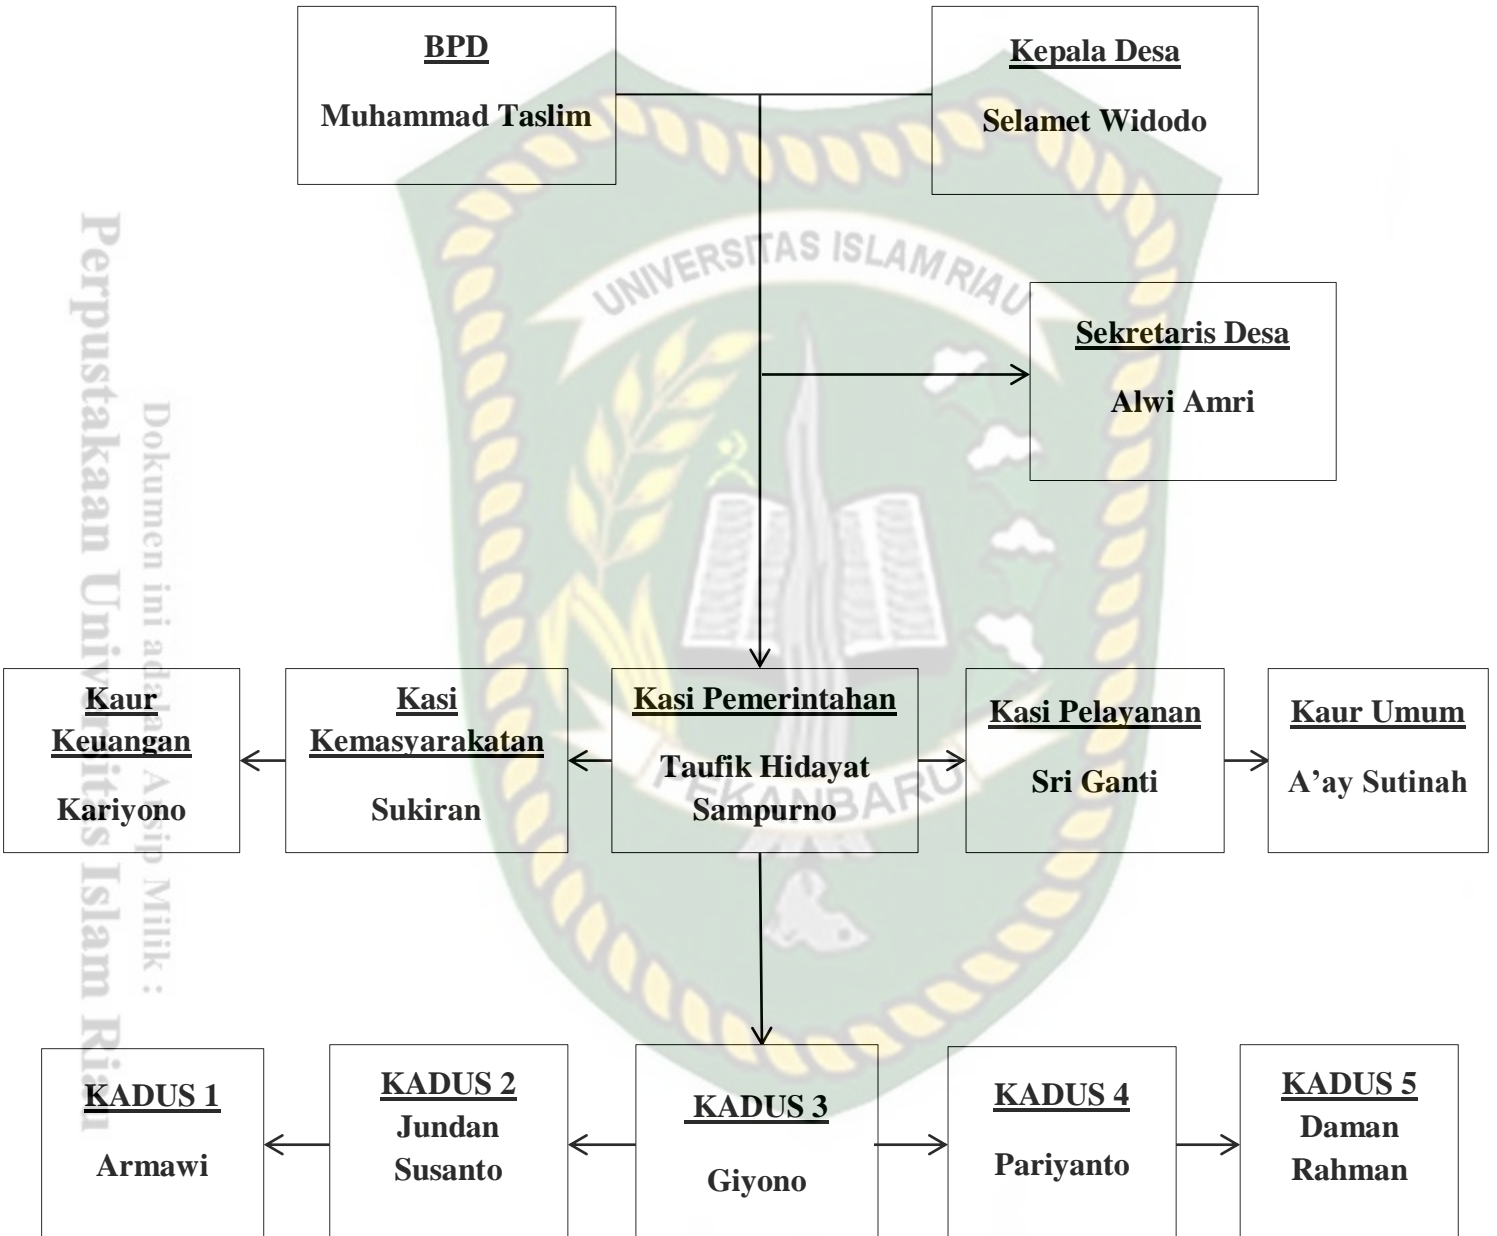 BPD
Muhammad Taslim
Kepala Desa
Selamet Widodo
UNIVERSITAS ISLAM RIAU
Sekretaris Desa
Alwi Amri
Perpustakaan Universitas Islam Riau
Dokumen ini adalah Arsip Milik :
Kaur
Keuangan
Kariyono
Kasi
Kemasyarakatan
Sukiran
Kasi Pemerintahan
Taufik Hidayat
Sampurno
Kasi Pelayanan
Sri Ganti
Kaur Umum
A’ay Sutinah
PEKANBARU
KADUS 1
Armawi
KADUS 2
Jundan
Susanto
KADUS 3
Giyono
KADUS 4
Pariyanto
KADUS 5
Daman
Rahman